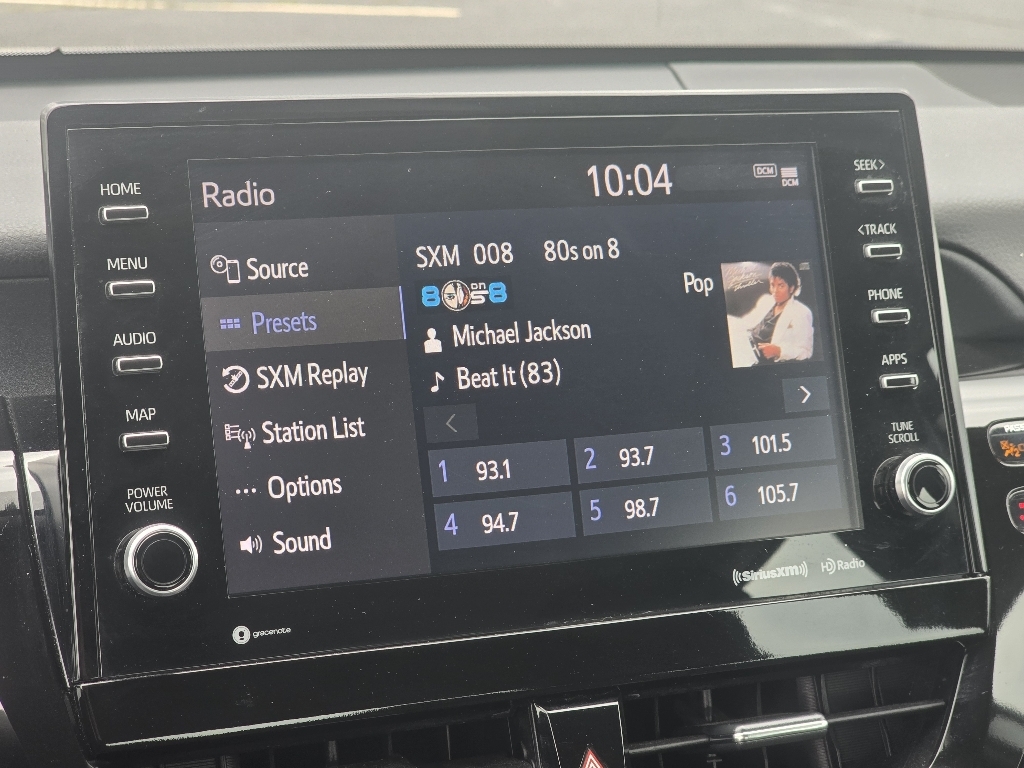 HOME
MENU
AUDIO
MAP
POWER
VOLUME
Radio
10:04
DCM
DCM
Source
Presets
SXM Replay
Station List
Options
Sound
SXM 008 80s on 8
8 on 8
Pop
Michael Jackson
Beat It (83)
<
>
1 93.1
2 93.7
3 101.5
4 94.7
5 98.7
6 105.7
SEEK>
<TRACK
PHONE
APPS
TUNE
SCROLL
gracenote
SiriusXM
HD Radio